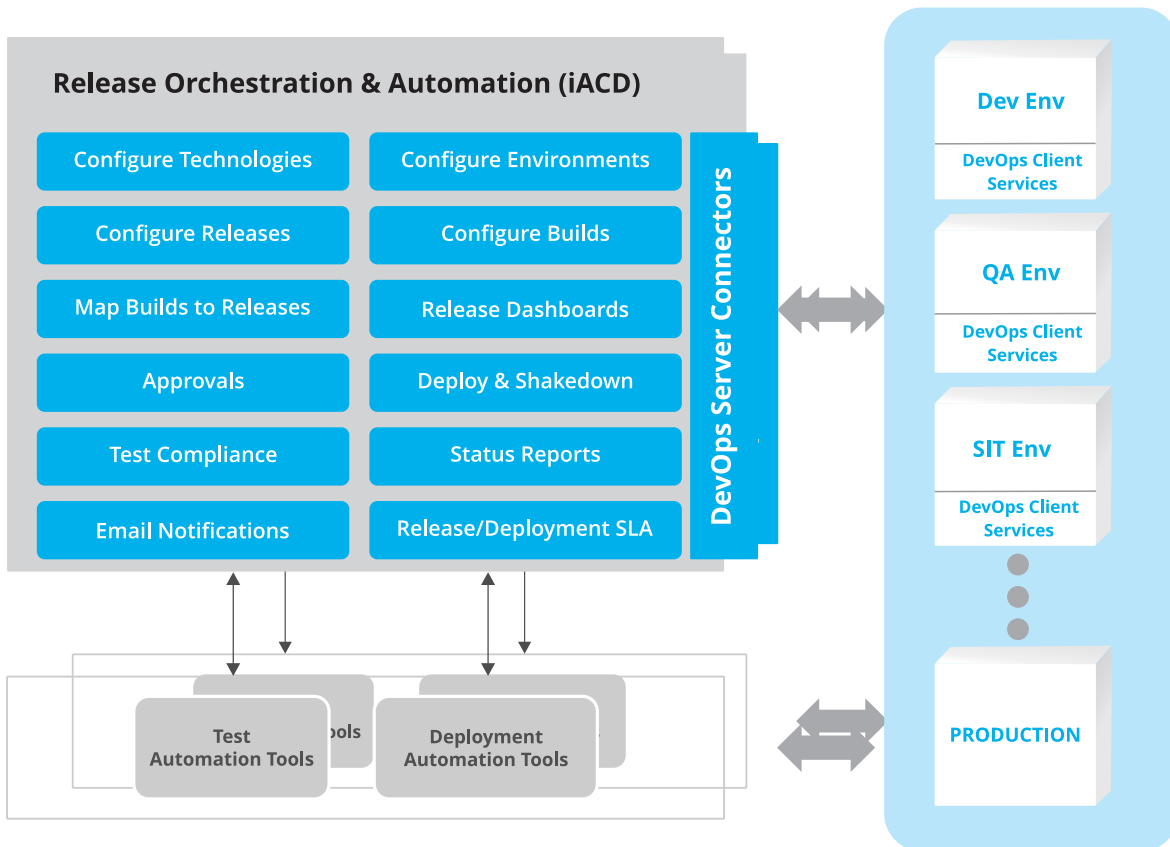 Release Orchestration & Automation (iACD)
Configure Technologies
Configure Environments
Configure Releases
Configure Builds
Map Builds to Releases
Release Dashboards
Approvals
Deploy & Shakedown
Test Compliance
Status Reports
Email Notifications
Release/Deployment SLA
DevOps Server Connectors
Test
Automation Tools
Deployment
Automation Tools
Dev Env
DevOps Client
Services
QA Env
DevOps Client
Services
SIT Env
DevOps Client
Services
PRODUCTION